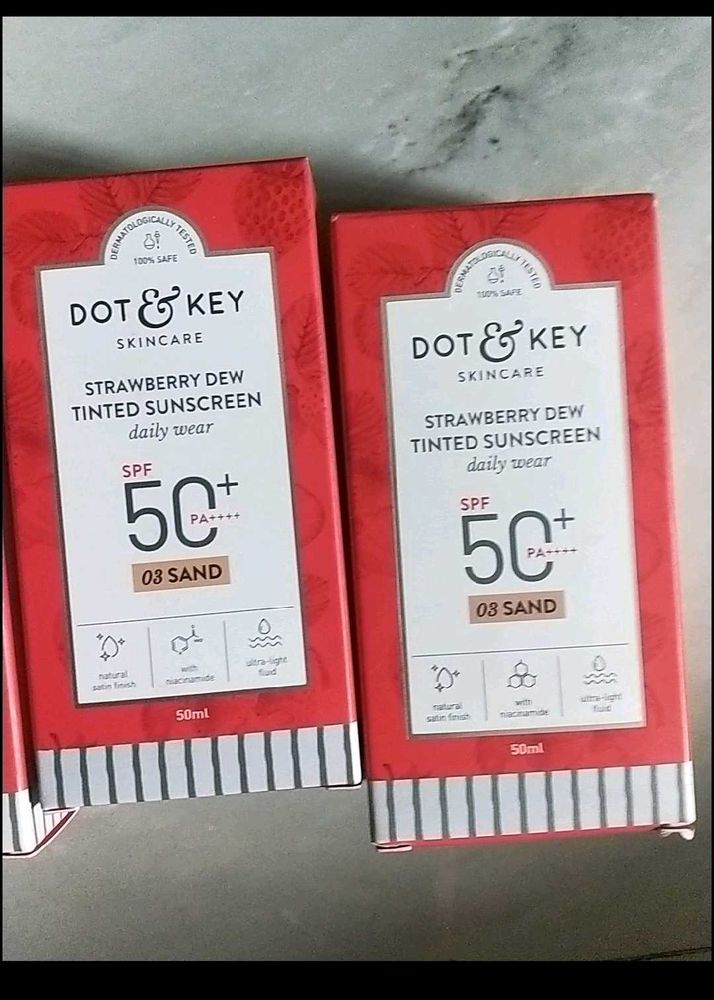 DERMATOLOGICALLY TESTED
100% SAFE
DOT & KEY
SKINCARE
STRAWBERRY DEW
TINTED SUNSCREEN
daily wear
SPF
50+
PA++++
03 SAND
natural
satin finish
with
niacinamide
ultra-light
fluid
50ml
DERMATOLOGICALLY TESTED
100% SAFE
DOT & KEY
SKINCARE
STRAWBERRY DEW
TINTED SUNSCREEN
daily wear
SPF
50+
PA++++
03 SAND
natural
satin finish
with
niacinamide
ultra-light
fluid
50ml